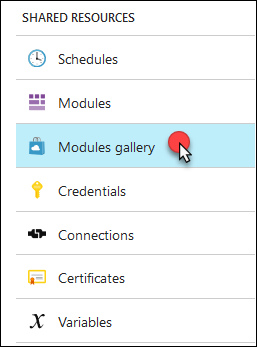 SHARED RESOURCES
Schedules
Modules
Modules gallery
Credentials
Connections
Certificates
x Variables